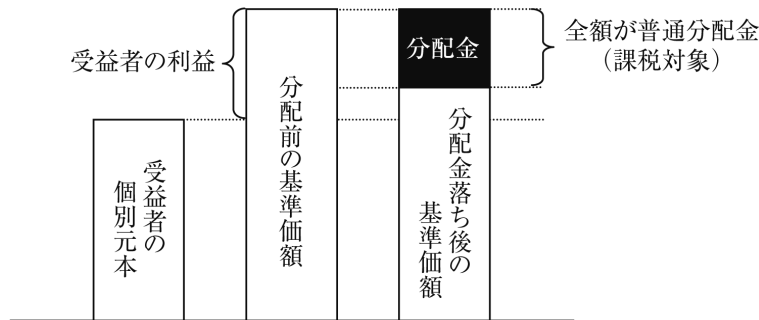 受益者の利益
受益者の
個別元本
分配前の基準価額
分配金
分配金落ち後の
基準価額
全額が普通分配金
（課税対象）